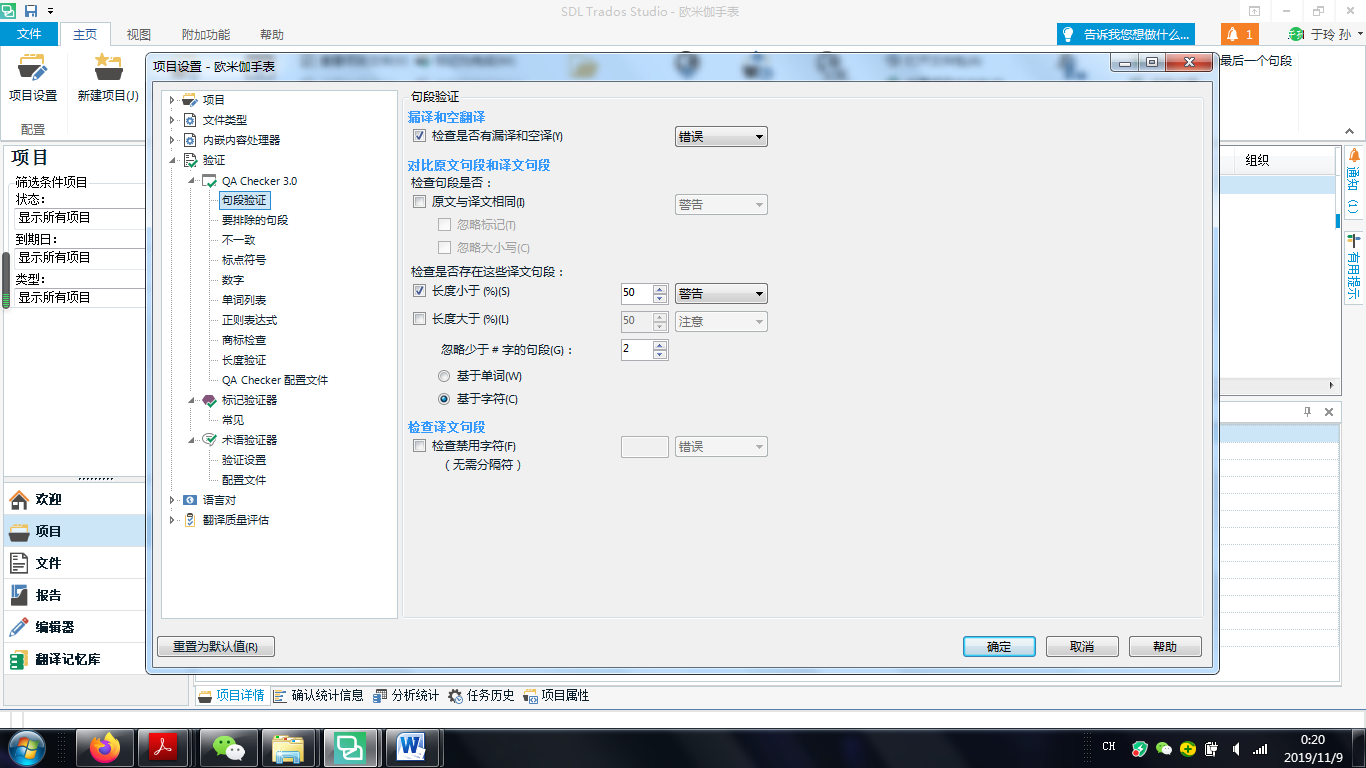 SDL Trados Studio - 欧米伽手表
文件 主页 视图 附加功能 帮助
告诉我您想做什么... 1 于玲 孙
项目设置 新建项目(J) 最后一个句段
配置
项目设置 - 欧米伽手表
项目
筛选条件项目
状态:
显示所有项目
到期日:
显示所有项目
类型:
显示所有项目
欢迎
项目
文件
报告
编辑器
翻译记忆库
项目
文件类型
内嵌内容处理器
验证
QA Checker 3.0
句段验证
要排除的句段
不一致
标点符号
数字
单词列表
正则表达式
商标检查
长度验证
QA Checker 配置文件
标记验证器
常见
术语验证器
验证设置
配置文件
语言对
翻译质量评估
句段验证
漏译和空翻译
检查是否有漏译和空译(Y) 错误
对比原文句段和译文句段
检查句段是否：
原文与译文相同(I) 警告
忽略标记(T)
忽略大小写(C)
检查是否存在这些译文句段：
长度小于 (%)(S) 50 警告
长度大于 (%)(L) 50 注意
忽略少于 # 字的句段(G)： 2
基于单词(W)
基于字符(C)
检查译文句段
检查禁用字符(F) 错误
（无需分隔符）
重置为默认值(R) 确定 取消 帮助
组织
通知 (1)
有用提示
项目详情 确认统计信息 分析统计 任务历史 项目属性
CH
0:20
2019/11/9